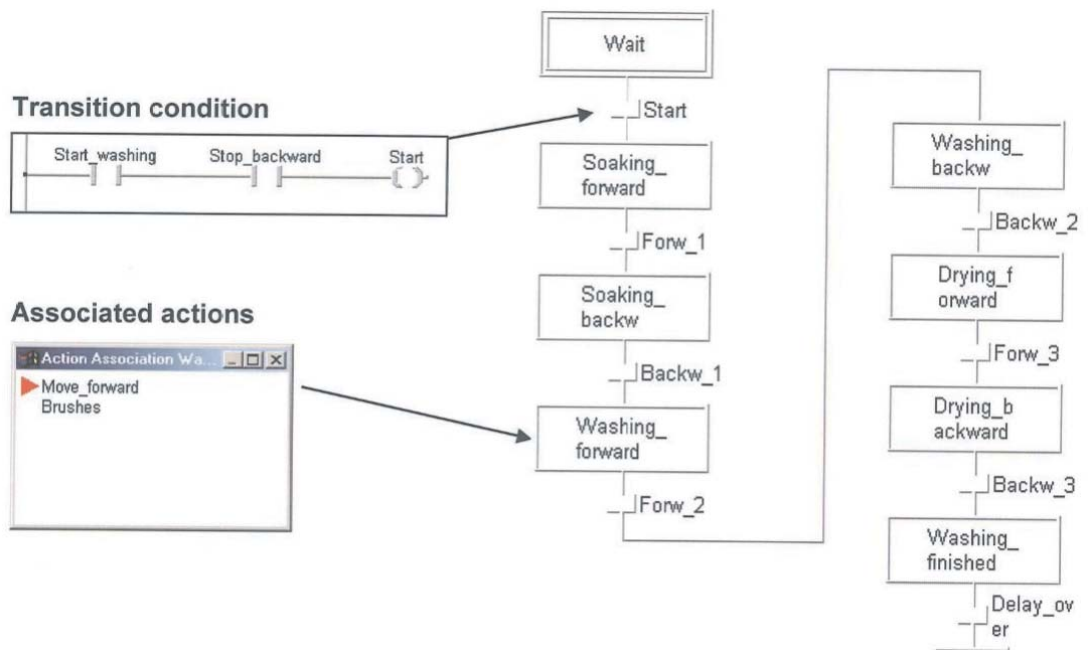 Wait
Transition condition
Start
Start_washing Stop_backward Start
Soaking_
forward
Forw_1
Soaking_
backw
Associated actions
Action Association Wa...
Move_forward
Brushes
Backw_1
Washing_
forward
Forw_2
Washing_
backw
Backw_2
Drying_f
orward
Forw_3
Drying_b
ackward
Backw_3
Washing_
finished
Delay_ov
er